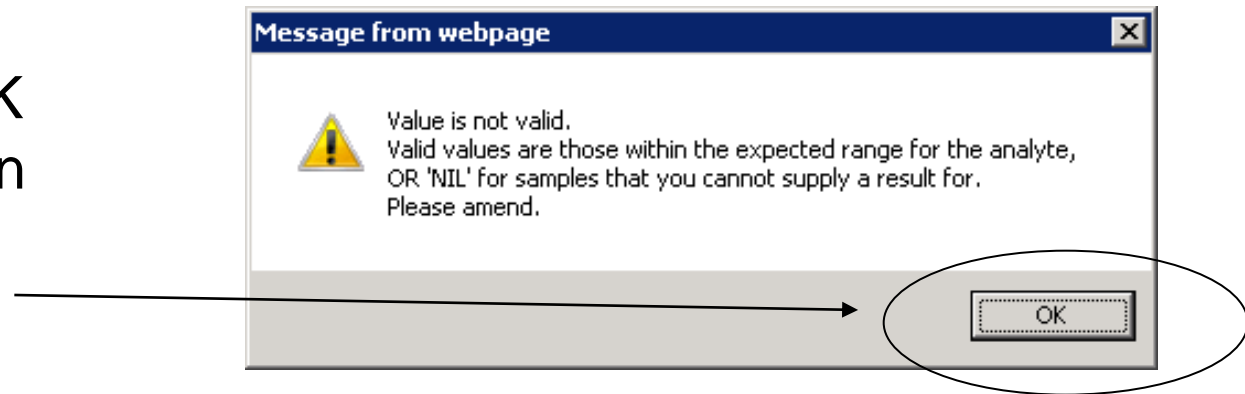 Message from webpage
Value is not valid.
Valid values are those within the expected range for the analyte,
OR 'NIL' for samples that you cannot supply a result for.
Please amend.
OK